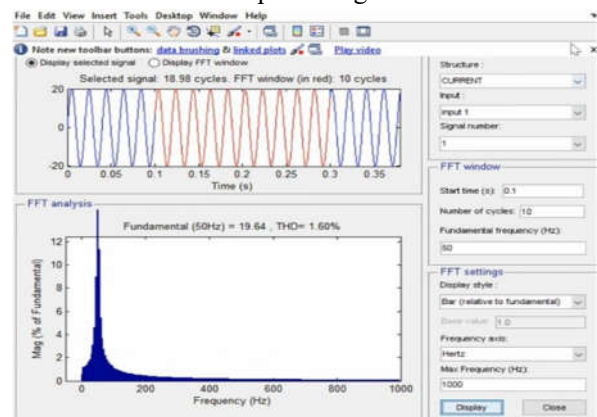 File Edit View Insert Tools Desktop Window Help
Note new toolbar buttons: data brushing & linked plots Play video
Display selected signal Display FFT window
Selected signal: 18.98 cycles. FFT window (in red): 10 cycles
20
0
-20
0 0.05 0.1 0.15 0.2 0.25 0.3 0.35
Time (s)
FFT analysis
Fundamental (50Hz) = 19.64 , THD= 1.60%
12
10
8
6
4
2
0
Mag (% of Fundamental)
0 200 400 600 800 1000
Frequency (Hz)
Structure :
CURRENT
Input :
input 1
Signal number:
1
FFT window
Start time (s): 0.1
Number of cycles: 10
Fundamental frequency (Hz):
50
FFT settings
Display style :
Bar (relative to fundamental)
Base value: 1.0
Frequency axis:
Hertz
Max Frequency (Hz):
1000
Display Close